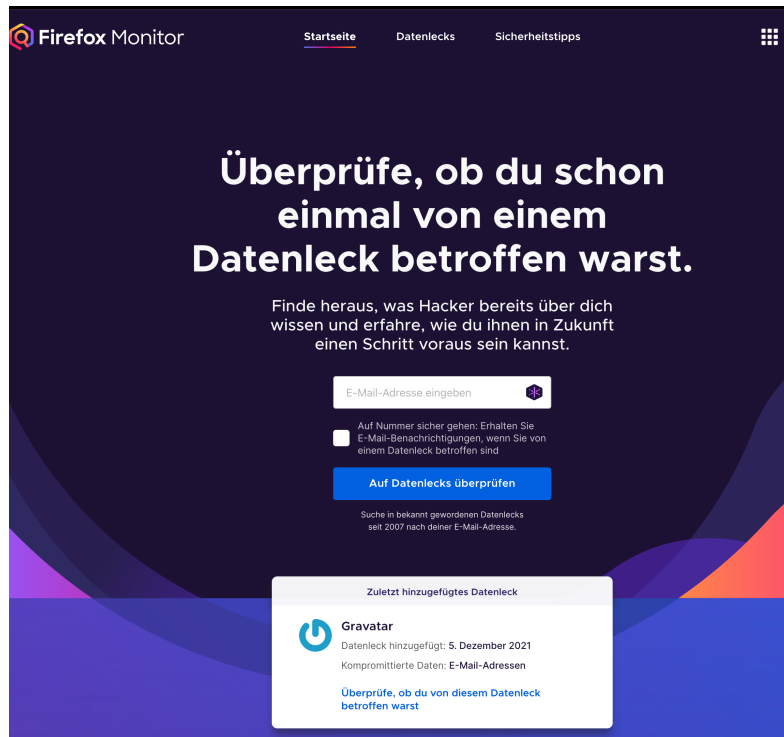 Firefox Monitor
Startseite
Datenlecks
Sicherheitstipps
Überprüfe, ob du schon
einmal von einem
Datenleck betroffen warst.
Finde heraus, was Hacker bereits über dich
wissen und erfahre, wie du ihnen in Zukunft
einen Schritt voraus sein kannst.
E-Mail-Adresse eingeben
Auf Nummer sicher gehen: Erhalten Sie
E-Mail-Benachrichtigungen, wenn Sie von
einem Datenleck betroffen sind
Auf Datenlecks überprüfen
Suche in bekannt gewordenen Datenlecks
seit 2007 nach deiner E-Mail-Adresse.
Zuletzt hinzugefügtes Datenleck
Gravatar
Datenleck hinzugefügt: 5. Dezember 2021
Kompromittierte Daten: E-Mail-Adressen
Überprüfe, ob du von diesem Datenleck
betroffen warst